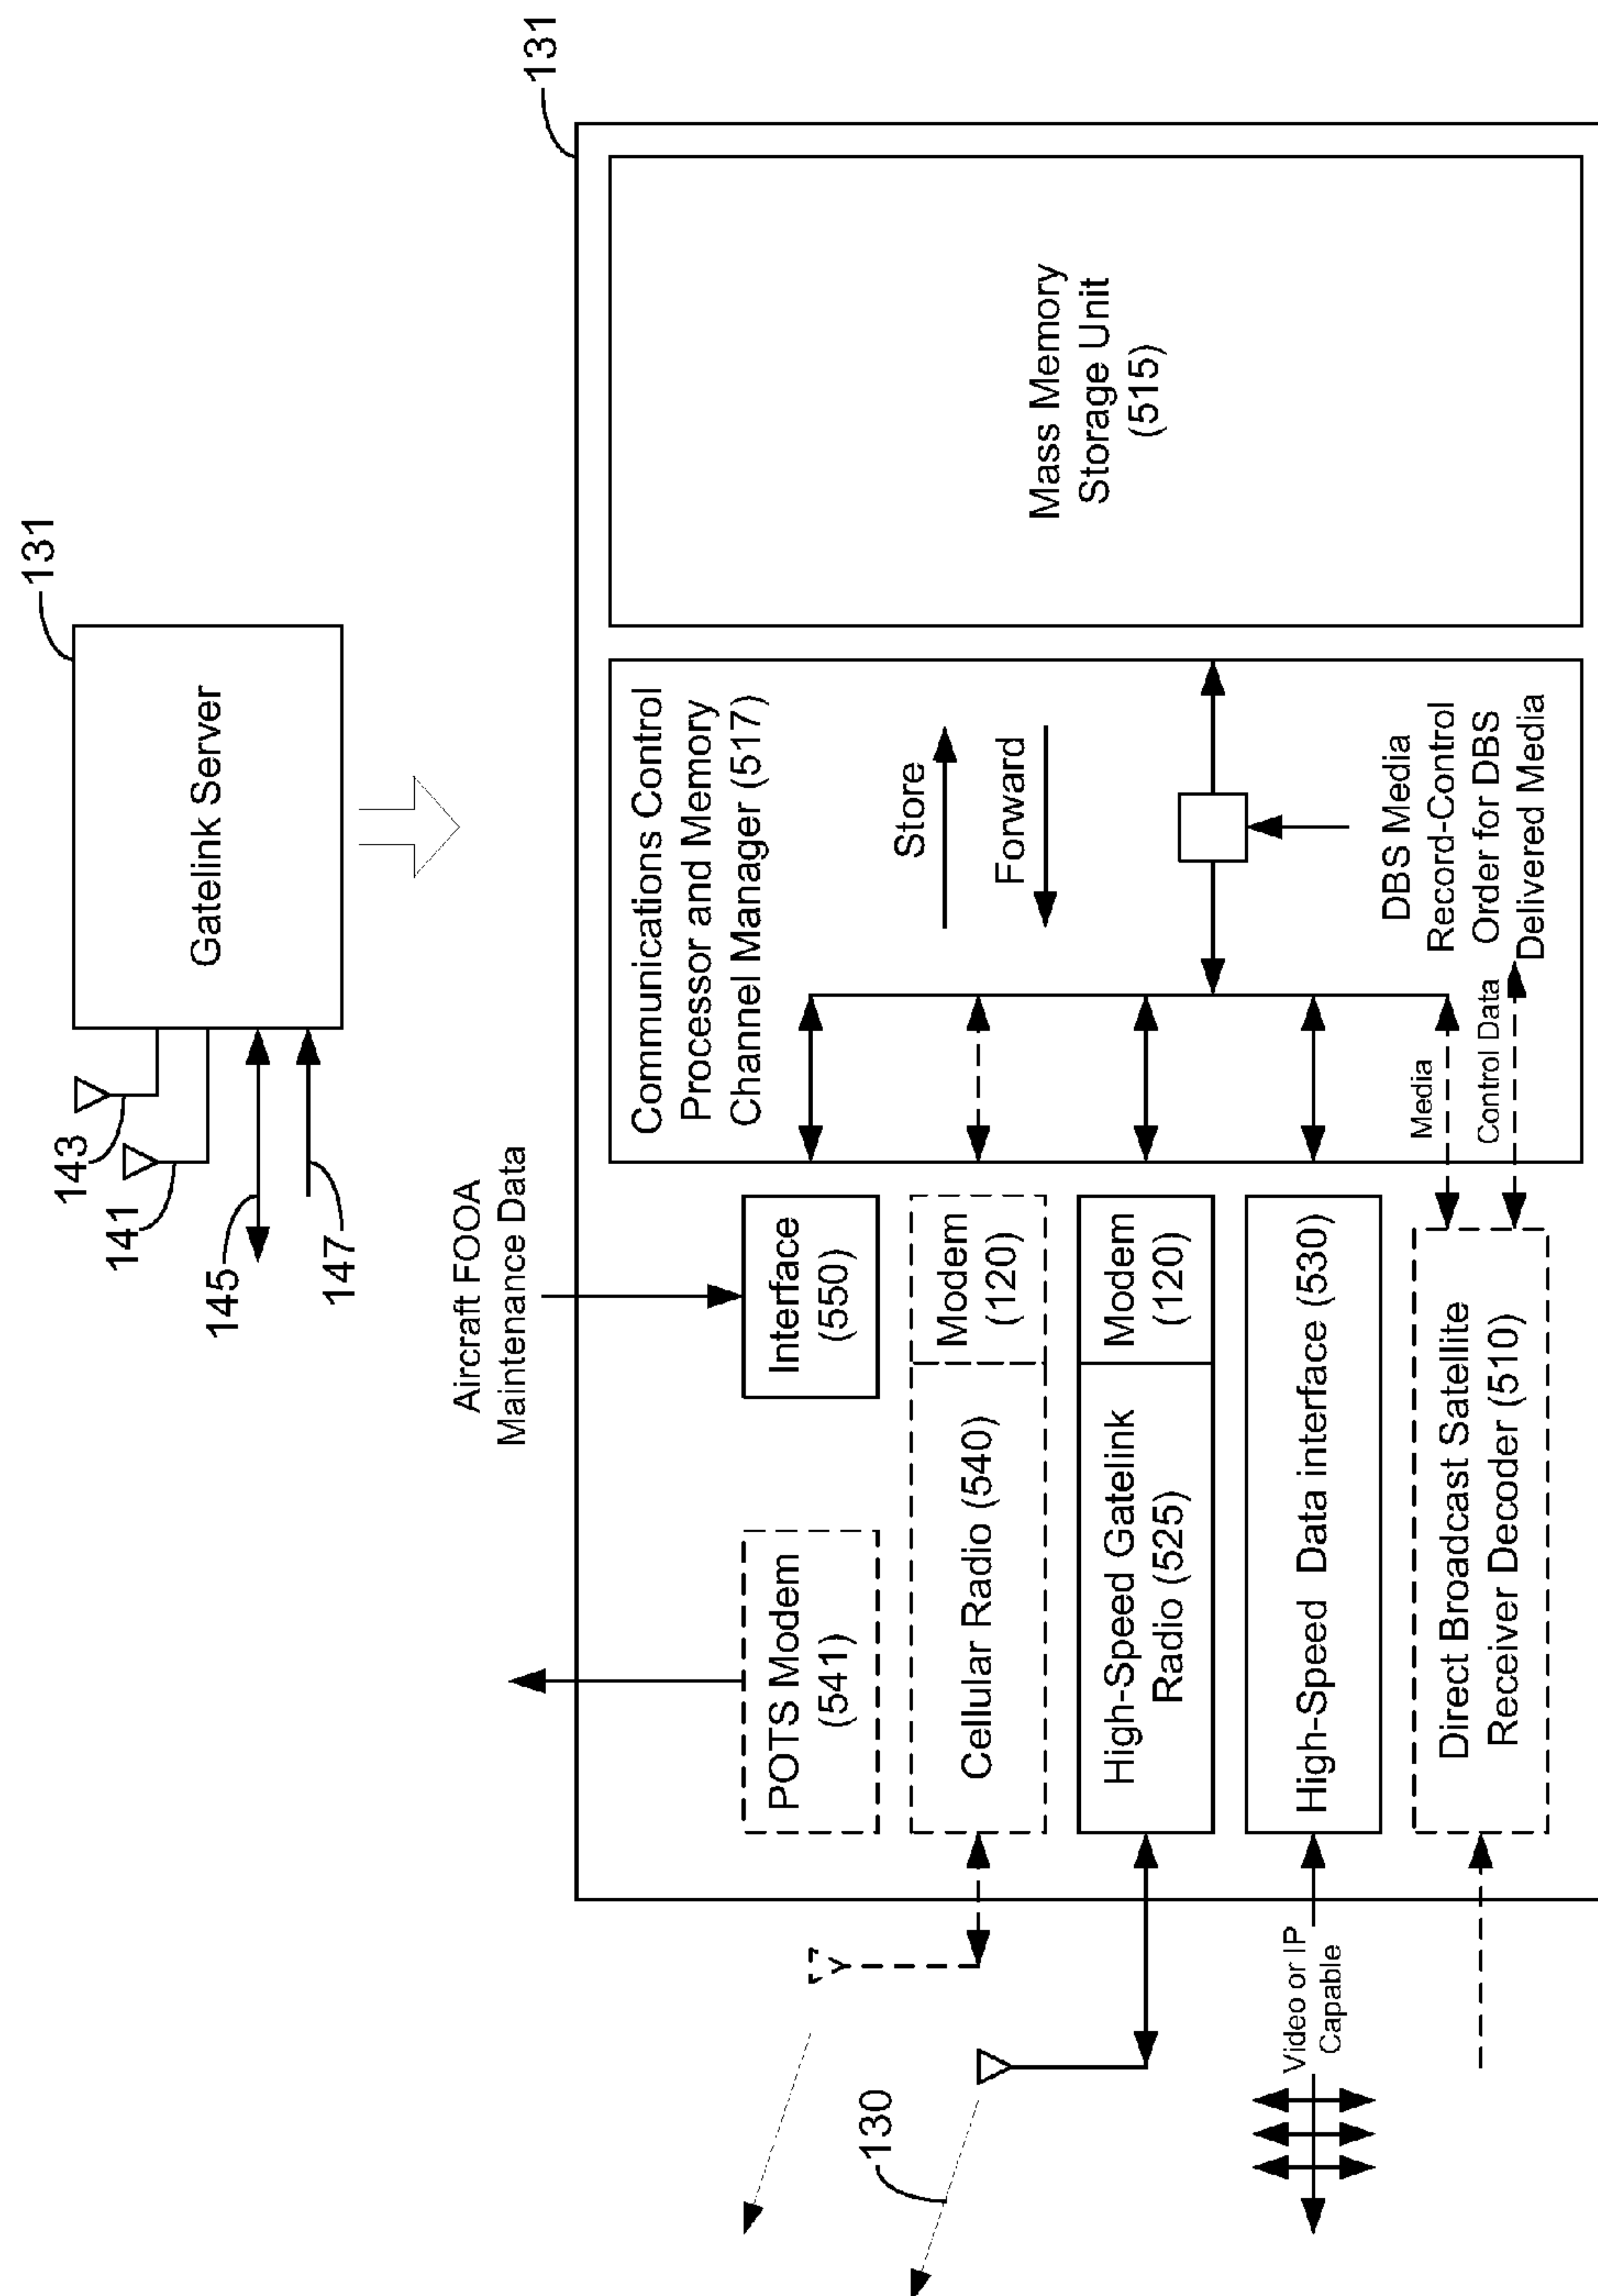 131
Gatelink Server
143
141
145
147
131
Aircraft FOOA
Maintenance Data
POTS Modem
(541)
Interface
(550)
Cellular Radio (540)
Modem
(120)
High-Speed Gatelink
Radio (525)
Modem
(120)
High-Speed Data interface (530)
Direct Broadcast Satellite
Receiver Decoder (510)
130
Video or IP
Capable
Communications Control
Processor and Memory
Channel Manager (517)
Store
Forward
Media
Control Data
DBS Media
Record-Control
Order for DBS
Delivered Media
Mass Memory
Storage Unit
(515)